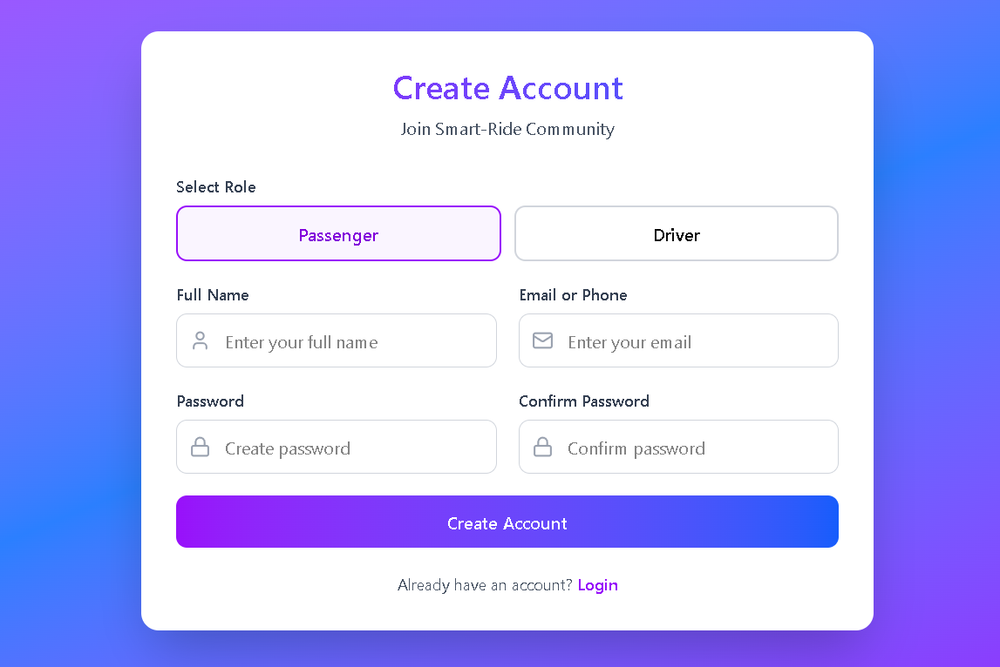 Create Account
Join Smart-Ride Community
Select Role
Passenger Driver
Full Name Email or Phone
Enter your full name Enter your email
Password Confirm Password
Create password Confirm password
Create Account
Already have an account? Login